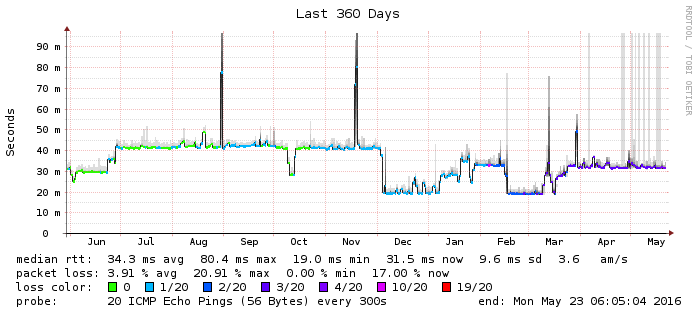 Last 360 Days
RRDTOOL / TOBI OETIKER
Seconds
90 m
80 m
70 m
60 m
50 m
40 m
30 m
20 m
10 m
0
Jun Jul Aug Sep Oct Nov Dec Jan Feb Mar Apr May
median rtt: 34.3 ms avg 80.4 ms max 19.0 ms min 31.5 ms now 9.6 ms sd 3.6 am/s
packet loss: 3.91 % avg 20.91 % max 0.00 % min 17.00 % now
loss color: 0 1/20 2/20 3/20 4/20 10/20 19/20
probe: 20 ICMP Echo Pings (56 Bytes) every 300s end: Mon May 23 06:05:04 2016